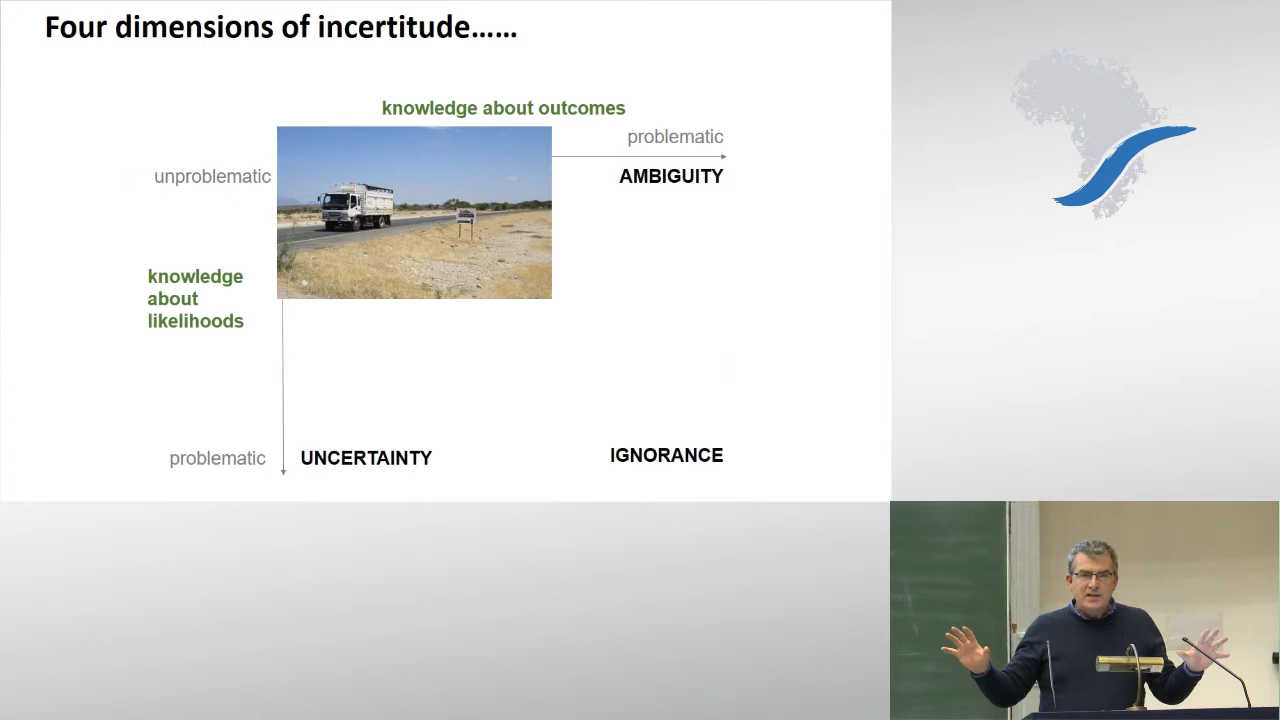 Four dimensions of incertitude……
knowledge about outcomes
problematic
unproblematic
AMBIGUITY
knowledge
about
likelihoods
problematic
UNCERTAINTY
IGNORANCE